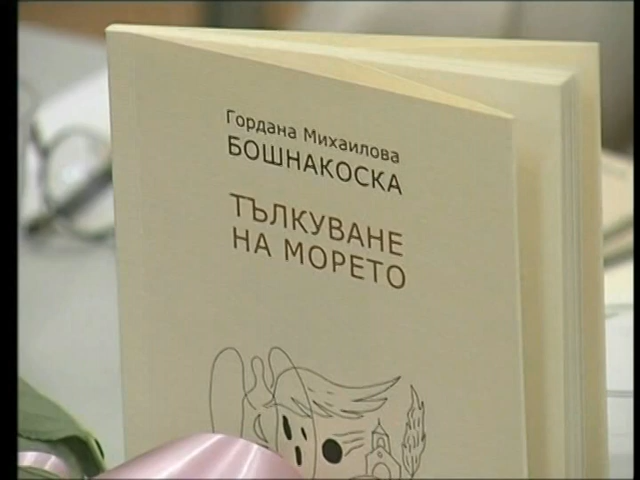 Гордана Михаилова
БОШНАКОСКА
ТЪЛКУВАНЕ
НА МОРЕТО